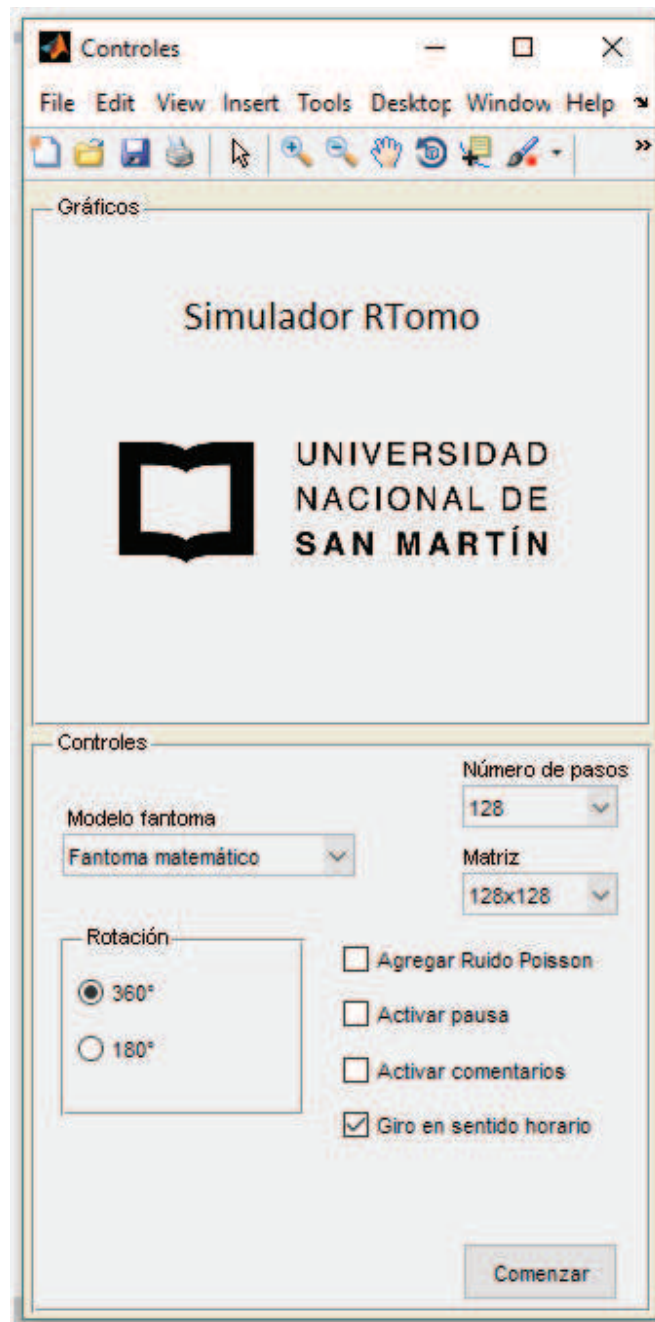 Controles
File Edit View Insert Tools Desktop Window Help
Gráficos
Simulador RTomo
UNIVERSIDAD
NACIONAL DE
SAN MARTÍN
Controles
Número de pasos
128
Modelo fantoma
Fantoma matemático
Matriz
128x128
Rotación
360°
180°
Agregar Ruido Poisson
Activar pausa
Activar comentarios
Giro en sentido horario
Comenzar